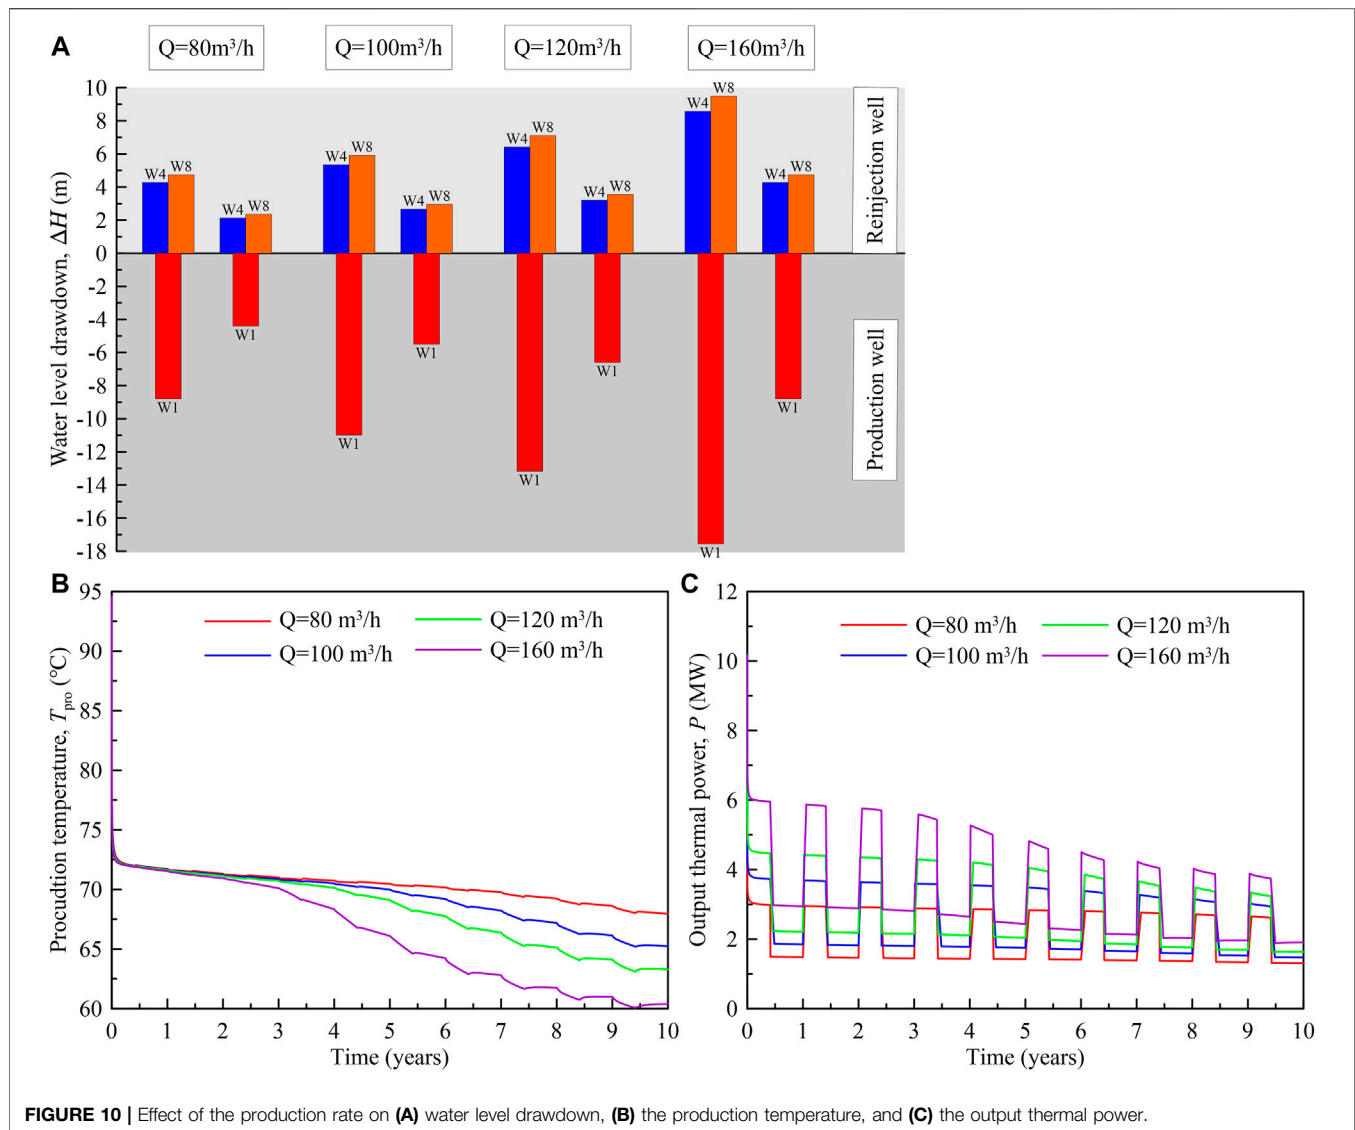 A
Q=80m³/h
Q=100m³/h
Q=120m³/h
Q=160m³/h
Water level drawdown, ΔH (m)
10
8
6
4
2
0
-2
-4
-6
-8
-10
-12
-14
-16
-18
W4
W8
W1
W4
W8
W1
W4
W8
W1
W4
W8
W1
W4
W8
W1
W4
W8
W1
W4
W8
W1
W4
W8
W1
Reinjection well
Production well
B
Procudtion temperature, Tpro (°C)
95
90
85
80
75
70
65
60
Q=80 m³/h
Q=100 m³/h
Q=120 m³/h
Q=160 m³/h
0 1 2 3 4 5 6 7 8 9 10
Time (years)
C
Output thermal power, P (MW)
12
10
8
6
4
2
0
Q=80 m³/h
Q=100 m³/h
Q=120 m³/h
Q=160 m³/h
0 1 2 3 4 5 6 7 8 9 10
Time (years)
FIGURE 10 | Effect of the production rate on (A) water level drawdown, (B) the production temperature, and (C) the output thermal power.